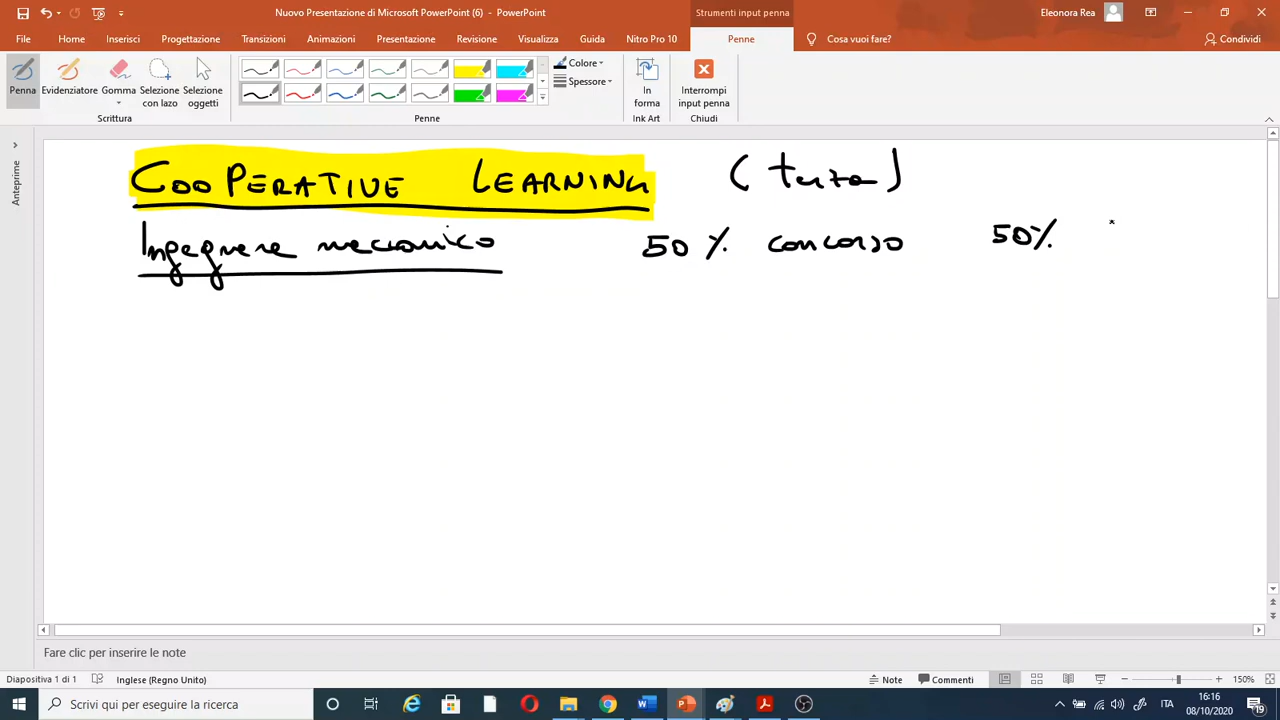 Nuovo Presentazione di Microsoft PowerPoint (6) - PowerPoint
Strumenti input penna
Eleonora Rea
File Home Inserisci Progettazione Transizioni Animazioni Presentazione Revisione Visualizza Guida Nitro Pro 10 Penne Cosa vuoi fare? Condividi
Penna Evidenziatore Gomma Selezione con lazo Selezione oggetti
Colore
Spessore
In forma
Interrompi input penna
Scrittura Penne Ink Art Chiudi
Anteprime
COOPERATIVE LEARNING (terza)
Ingegnere meccanico 50 % concorso 50%
Fare clic per inserire le note
Diapositiva 1 di 1 Inglese (Regno Unito) Note Commenti 150%
Scrivi qui per eseguire la ricerca
ITA
16:16
08/10/2020
19